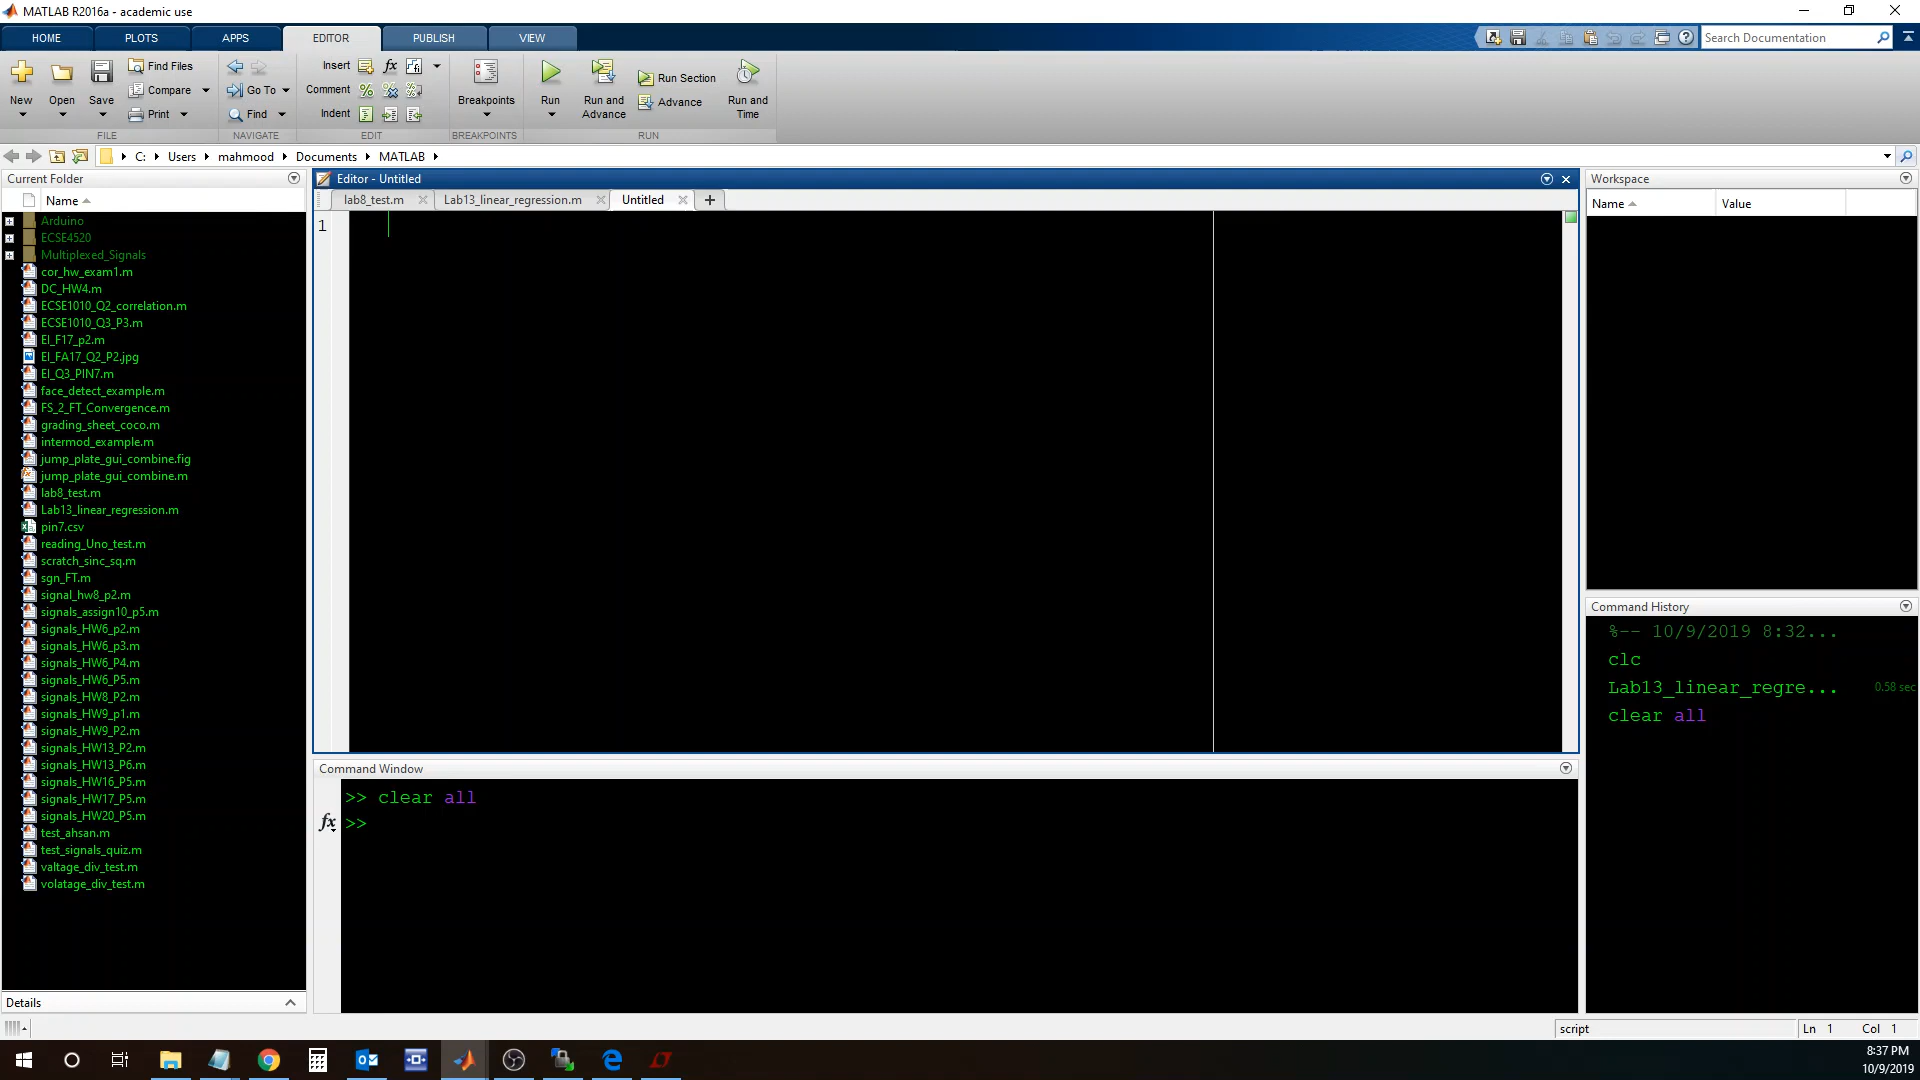 MATLAB R2016a - academic use
HOME
PLOTS
APPS
EDITOR
PUBLISH
VIEW
Search Documentation
New
Open
Save
Find Files
Compare
Print
FILE
Go To
Find
NAVIGATE
Insert
fx
Comment
Indent
EDIT
Breakpoints
BREAKPOINTS
Run
Run and
Advance
Run Section
Advance
Run and
Time
RUN
C:
Users
mahmood
Documents
MATLAB
Current Folder
Name
Arduino
ECSE4520
Multiplexed_Signals
cor_hw_exam1.m
DC_HW4.m
ECSE1010_Q2_correlation.m
ECSE1010_Q3_P3.m
EI_F17_p2.m
EI_FA17_Q2_P2.jpg
EI_Q3_PIN7.m
face_detect_example.m
FS_2_FT_Convergence.m
grading_sheet_coco.m
intermod_example.m
jump_plate_gui_combine.fig
jump_plate_gui_combine.m
lab8_test.m
Lab13_linear_regression.m
pin7.csv
reading_Uno_test.m
scratch_sinc_sq.m
sgn_FT.m
signal_hw8_p2.m
signals_assign10_p5.m
signals_HW6_p2.m
signals_HW6_p3.m
signals_HW6_P4.m
signals_HW6_P5.m
signals_HW8_P2.m
signals_HW9_p1.m
signals_HW9_P2.m
signals_HW13_P2.m
signals_HW13_P6.m
signals_HW16_P5.m
signals_HW17_P5.m
signals_HW20_P5.m
test_ahsan.m
test_signals_quiz.m
valtage_div_test.m
volatage_div_test.m
Details
Editor - Untitled
lab8_test.m
Lab13_linear_regression.m
Untitled
1
Command Window
>> clear all
fx >>
Workspace
Name
Value
Command History
%-- 10/9/2019 8:32...
clc
Lab13_linear_regre...
0.58 sec
clear all
script
Ln 1
Col 1
8:37 PM
10/9/2019